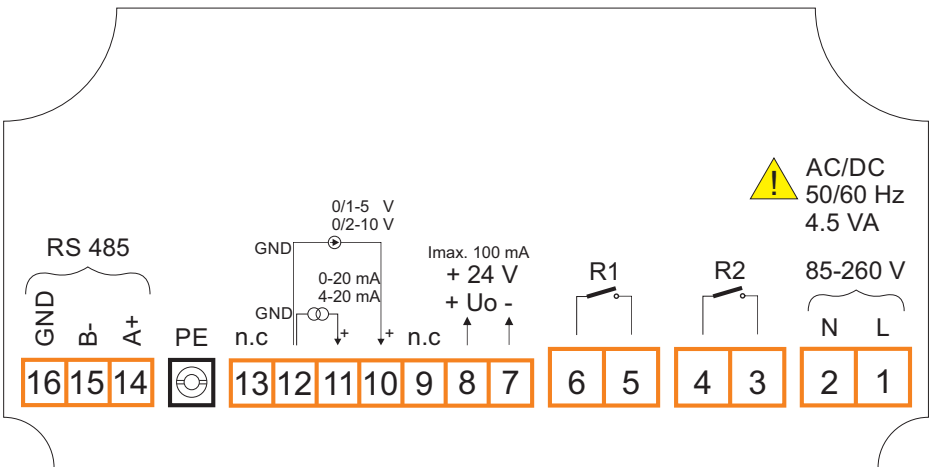 !
AC/DC
50/60 Hz
4.5 VA
0/1-5 V
0/2-10 V
RS 485
GND
Imax. 100 mA
+ 24 V
+ Uo -
0-20 mA
4-20 mA
GND
R1
R2
85-260 V
GND
B-
A+
PE
n.c
+
+
n.c
N
L
16 15 14
13 12 11 10 9 8 7
6 5
4 3
2 1